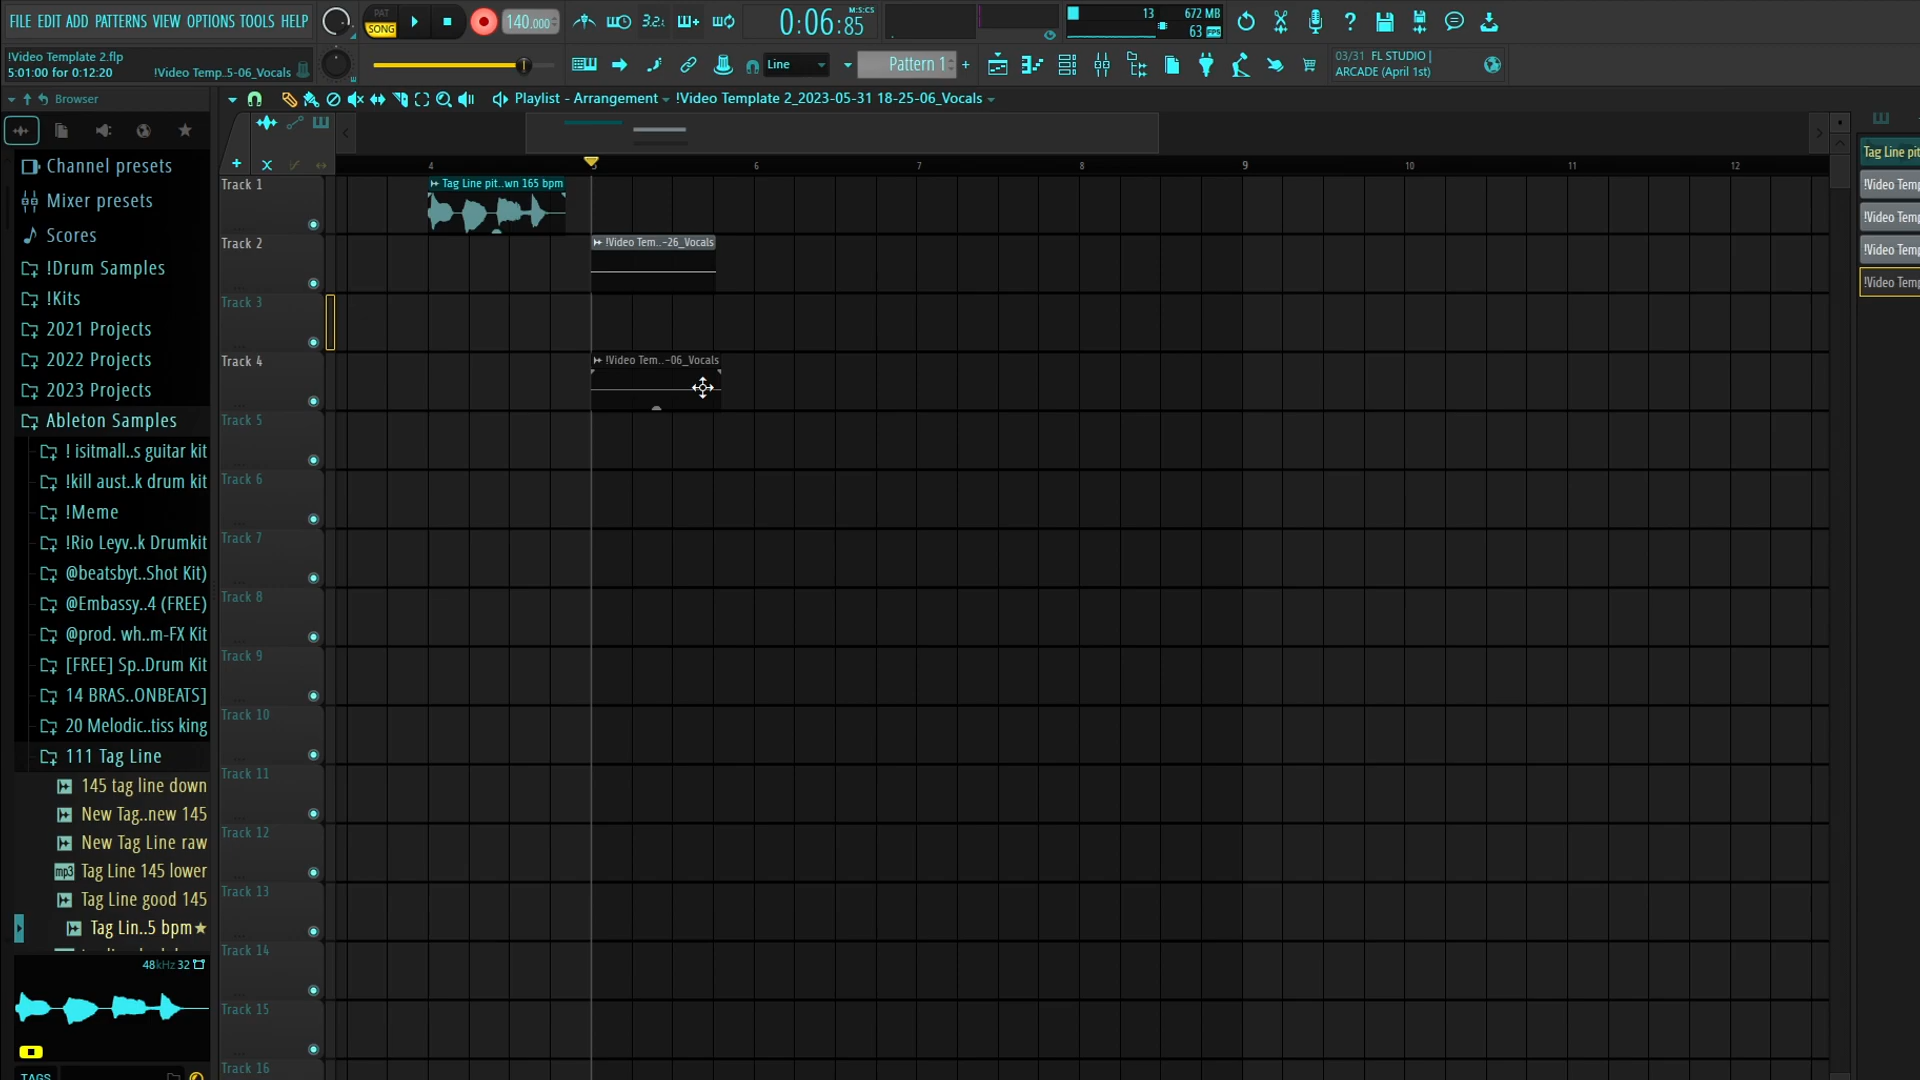 FILE EDIT ADD PATTERNS VIEW OPTIONS TOOLS HELP
PAT
SONG
140.000
3.2.
0:06:85
M:S:CS
13
672 MB
63
FPS
!Video Template 2.flp
5:01:00 for 0:12:20
!Video Temp..5-06_Vocals
Line
Pattern 1
+
03/31 FL STUDIO |
ARCADE (April 1st)
Browser
Playlist - Arrangement
!Video Template 2_2023-05-31 18-25-06_Vocals
Channel presets
Mixer presets
Scores
!Drum Samples
!Kits
2021 Projects
2022 Projects
2023 Projects
Ableton Samples
! isitmall..s guitar kit
!kill aust..k drum kit
!Meme
!Rio Leyv..k Drumkit
@beatsbyt..Shot Kit)
@Embassy..4 (FREE)
@prod. wh..m-FX Kit
[FREE] Sp..Drum Kit
14 BRAS..ONBEATS]
20 Melodic..tiss king
111 Tag Line
145 tag line down
New Tag..new 145
New Tag Line raw
mp3
Tag Line 145 lower
Tag Line good 145
Tag Lin..5 bpm
48kHz 32
TAGS
4
5
6
7
8
9
10
11
12
Track 1
Tag Line pit..wn 165 bpm
Track 2
!Video Tem..-26_Vocals
Track 3
Track 4
!Video Tem..-06_Vocals
Track 5
Track 6
Track 7
Track 8
Track 9
Track 10
Track 11
Track 12
Track 13
Track 14
Track 15
Track 16
Tag Line pit
!Video Temp
!Video Temp
!Video Temp
!Video Temp